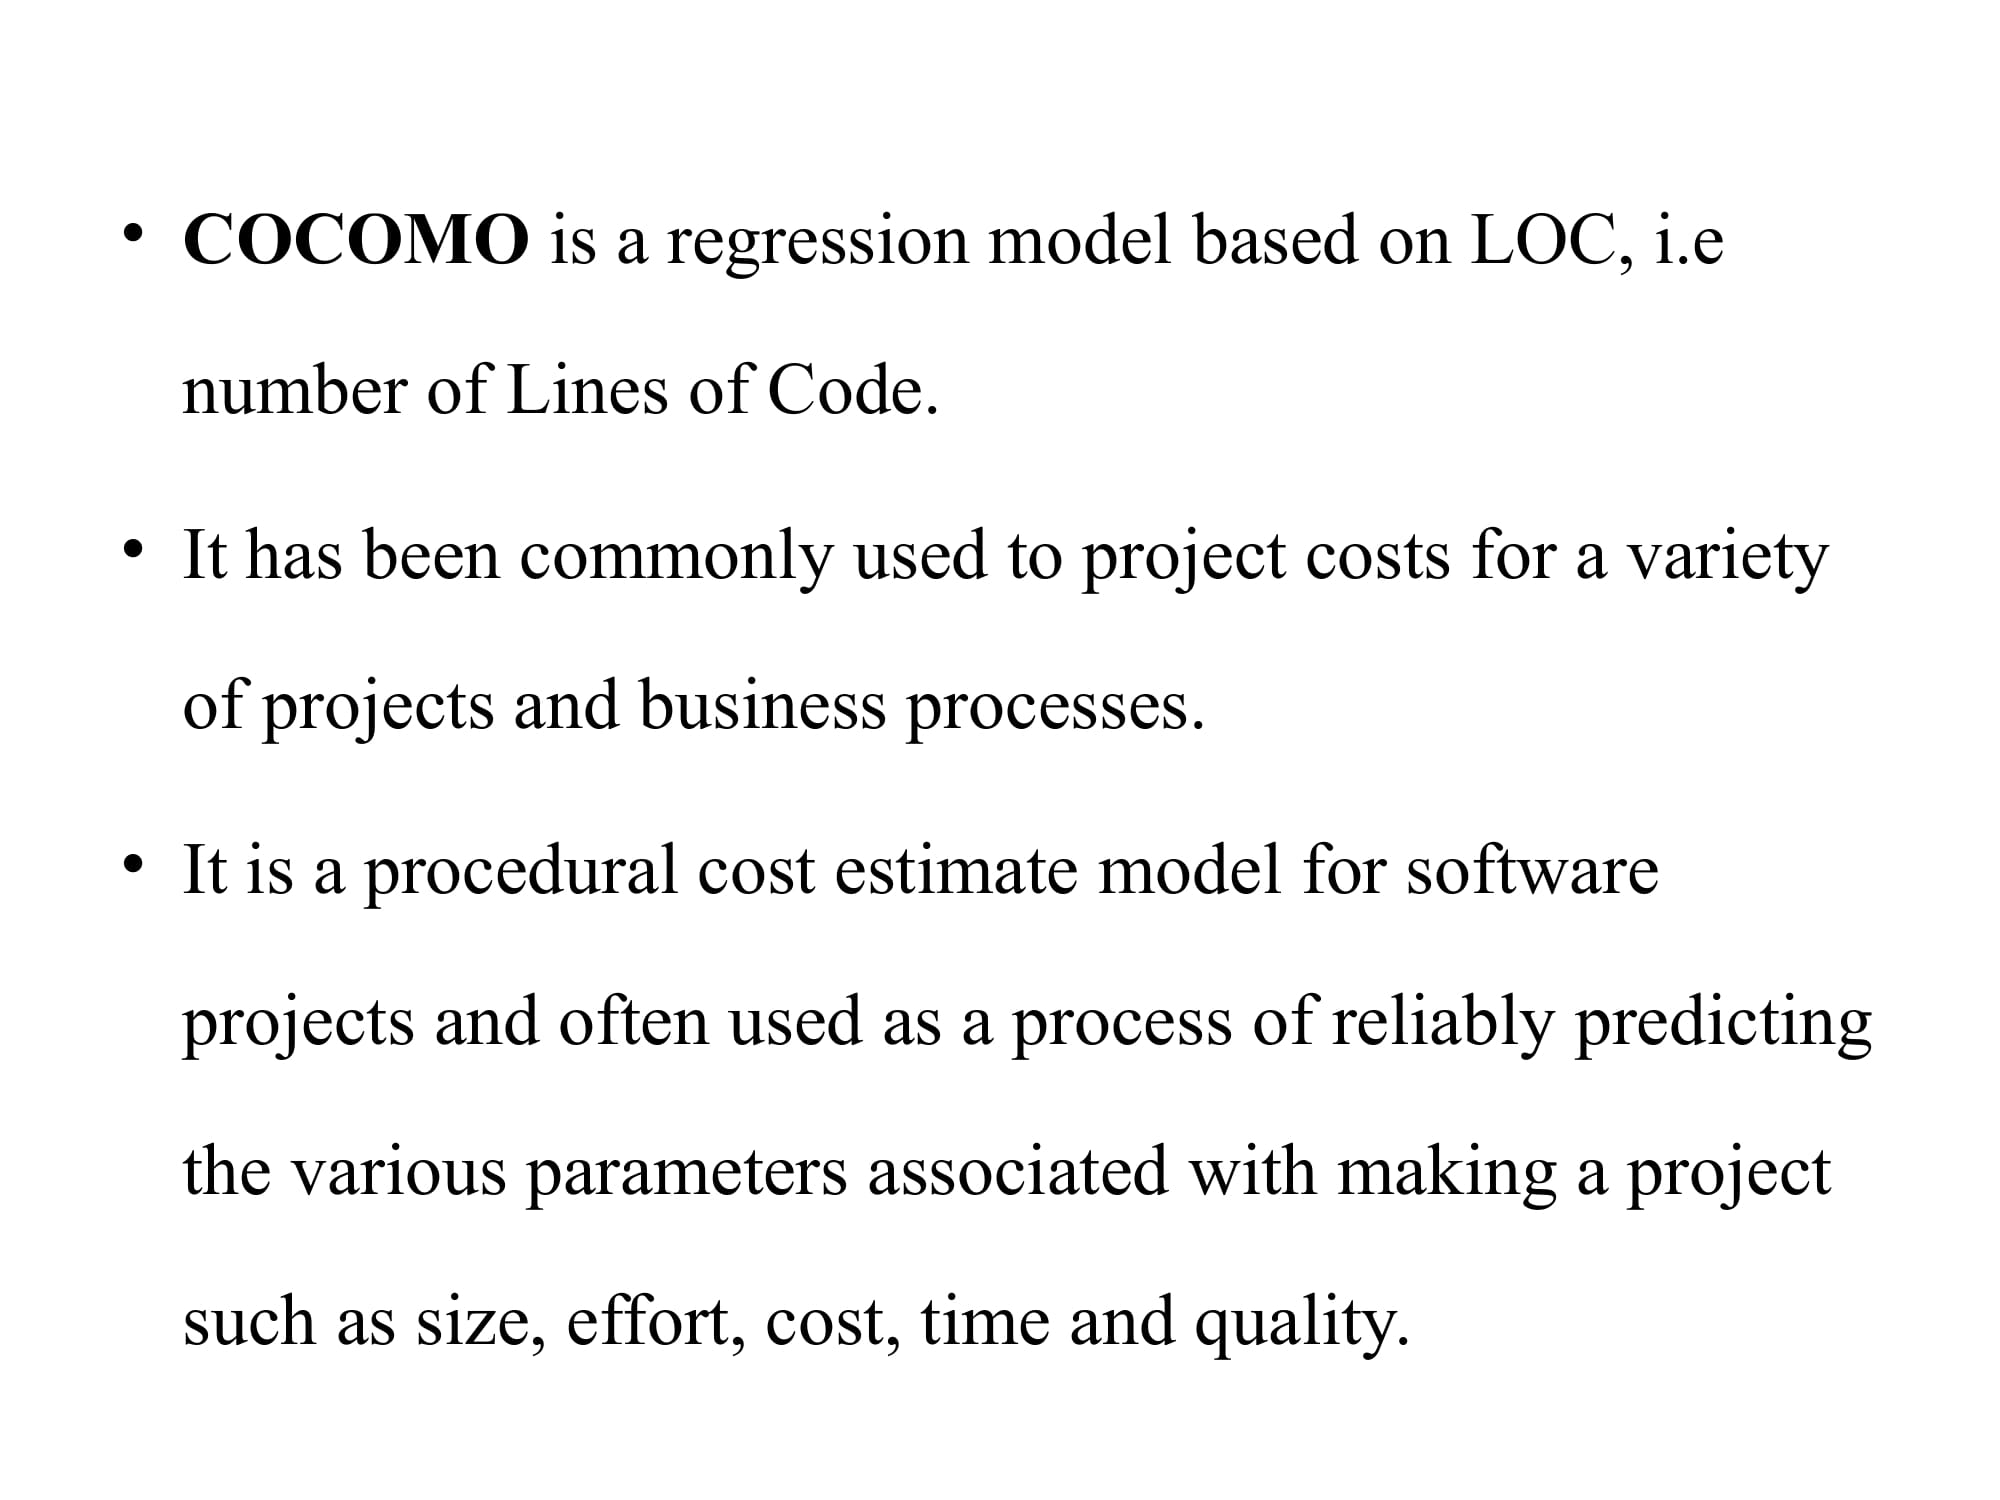 • COCOMO is a regression model based on LOC, i.e
number of Lines of Code.
• It has been commonly used to project costs for a variety
of projects and business processes.
• It is a procedural cost estimate model for software
projects and often used as a process of reliably predicting
the various parameters associated with making a project
such as size, effort, cost, time and quality.